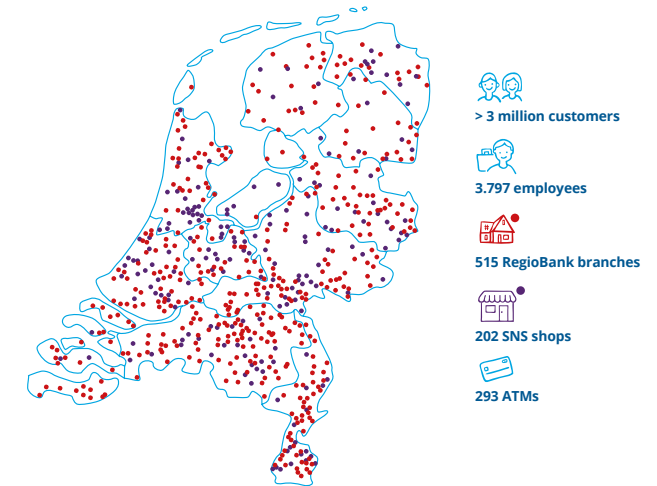 > 3 million customers
3.797 employees
515 RegioBank branches
202 SNS shops
293 ATMs